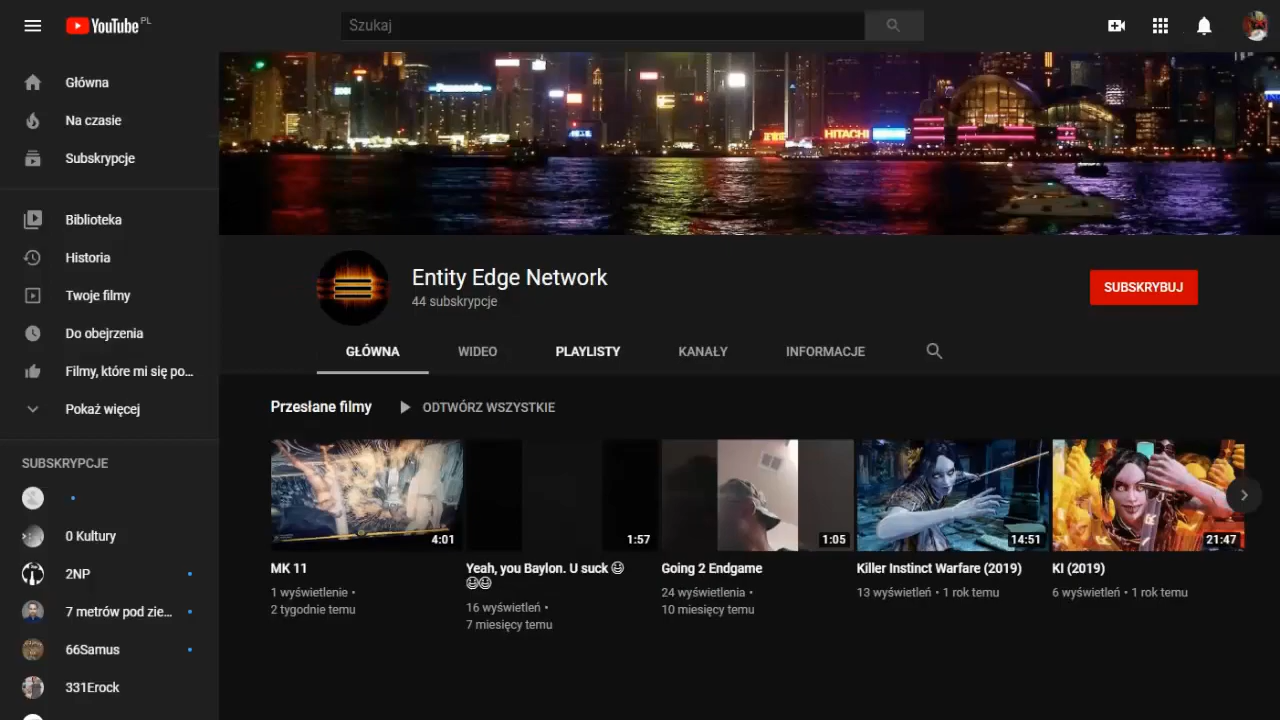 YouTube PL
Szukaj
Główna
Na czasie
Subskrypcje
Biblioteka
Historia
Twoje filmy
Do obejrzenia
Filmy, które mi się po...
Pokaż więcej
SUBSKRYPCJE
0 Kultury
2NP
7 metrów pod zie...
66Samus
331Erock
Panasonic
HITACHI
Entity Edge Network
44 subskrypcje
SUBSKRYBUJ
GŁÓWNA
WIDEO
PLAYLISTY
KANAŁY
INFORMACJE
Przesłane filmy
ODTWÓRZ WSZYSTKIE
4:01
MK 11
1 wyświetlenie •
2 tygodnie temu
1:57
Yeah, you Baylon. U suck 😆
😆😆
16 wyświetleń •
7 miesięcy temu
1:05
Going 2 Endgame
24 wyświetlenia •
10 miesięcy temu
14:51
Killer Instinct Warfare (2019)
13 wyświetleń • 1 rok temu
21:47
KI (2019)
6 wyświetleń • 1 rok temu